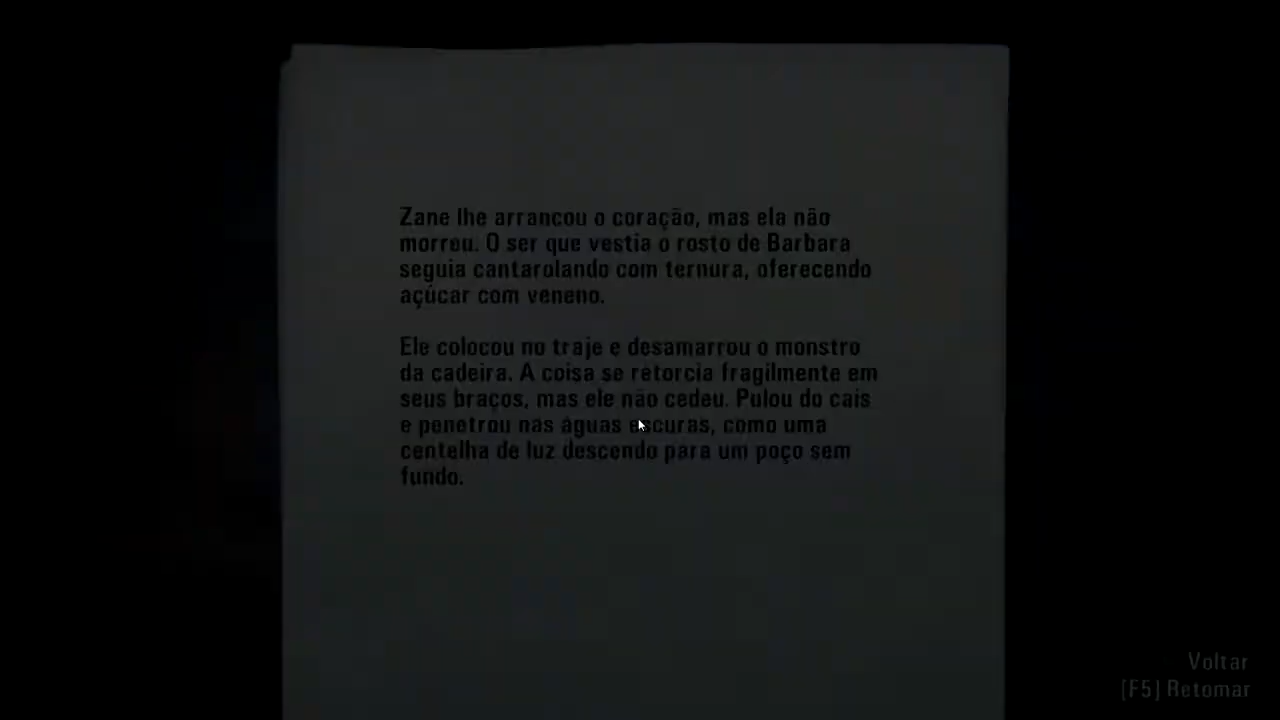 Zane lhe arrancou o coração, mas ela não
morreu. O ser que vestia o rosto de Barbara
seguia cantarolando com ternura, oferecendo
açúcar com veneno.
Ele colocou no traje e desamarrou o monstro
da cadeira. A coisa se retorcia fragilmente em
seus braços, mas ele não cedeu. Pulou do cais
e penetrou nas águas escuras, como uma
centelha de luz descendo para um poço sem
fundo.
Voltar
[F5] Retomar